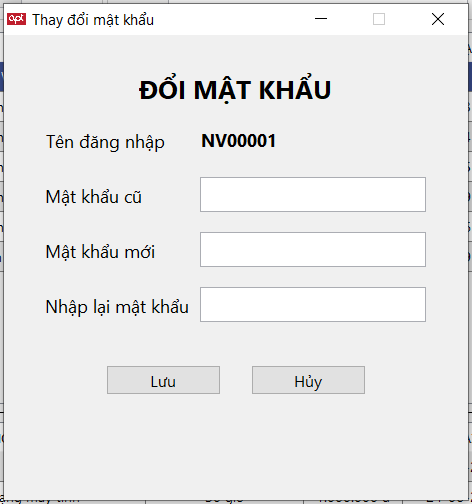 opt Thay đổi mật khẩu
ĐỔI MẬT KHẨU
Tên đăng nhập NV00001
Mật khẩu cũ
Mật khẩu mới
Nhập lại mật khẩu
Lưu Hủy